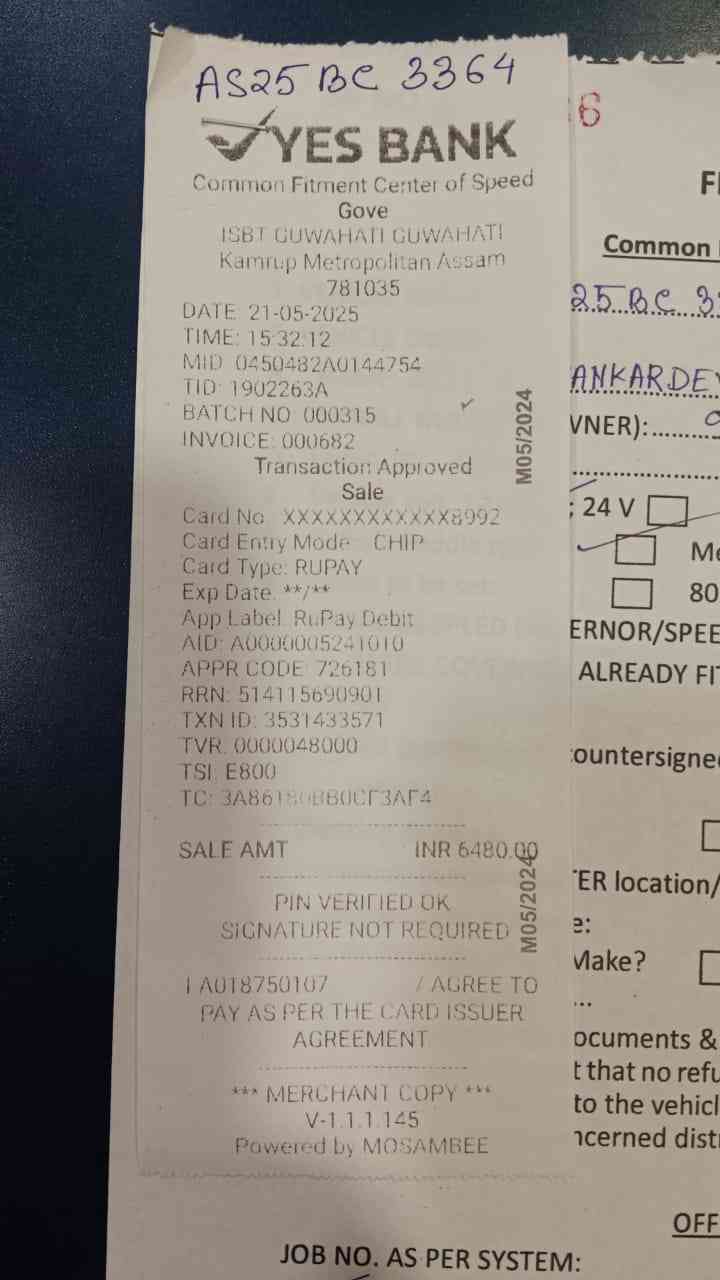 AS25 BC 3364
YES BANK
Common Fitment Center of Speed
Gove
ISBT GUWAHATI GUWAHATI
Kamrup Metropolitan Assam
781035
DATE: 21-05-2025
TIME: 15:32:12
MID: 0450482A0144754
TID: 1902263A
BATCH NO: 000315
INVOICE: 000682
M05/2024
Transaction Approved
Sale
Card No: XXXXXXXXXXXX8992
Card Entry Mode: CHIP
Card Type: RUPAY
Exp Date: **/**
App Label: RuPay Debit
AID: A0000005241010
APPR CODE: 726181
RRN: 514115690901
TXN ID: 3531433571
TVR: 0000048000
TSI: E800
TC:
SALE AMT INR 6480.00
M05/2024
PIN VERIFIED OK
SIGNATURE NOT REQUIRED
I A018750107 / AGREE TO
PAY AS PER THE CARD ISSUER
AGREEMENT
*** MERCHANT COPY ***
V-1.1.1.145
Powered by MOSAMBEE
6
Common
25 BC
ANKARDE
WNER):
; 24 V
80
ERNOR/SPEE
ALREADY FI
ountersigne
TER location/
e:
Make?
ocuments &
t that no refu
to the vehicl
ncerned dist
OFF
JOB NO. AS PER SYSTEM: